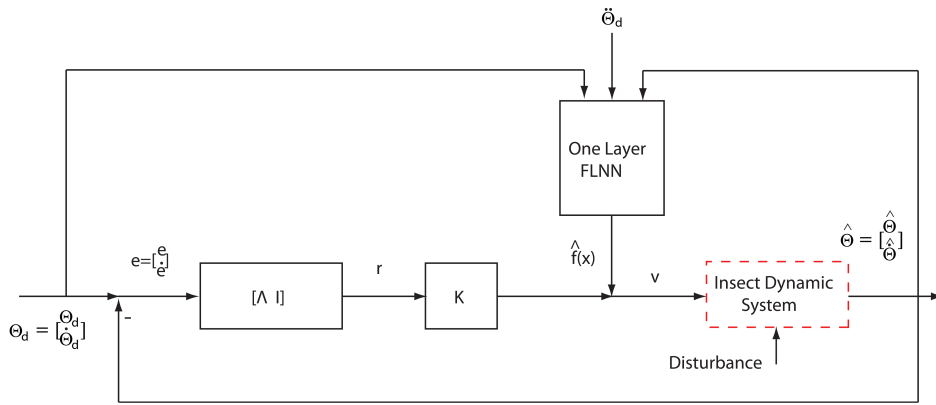 Θ̈d
One Layer
FLNN
f̂(x)
Θ̂ = [Θ̂ Θ̂̇]
e=[e ė]
r
v
[Λ I]
K
Insect Dynamic
System
–
Θd = [Θd Θ̇d]
Disturbance